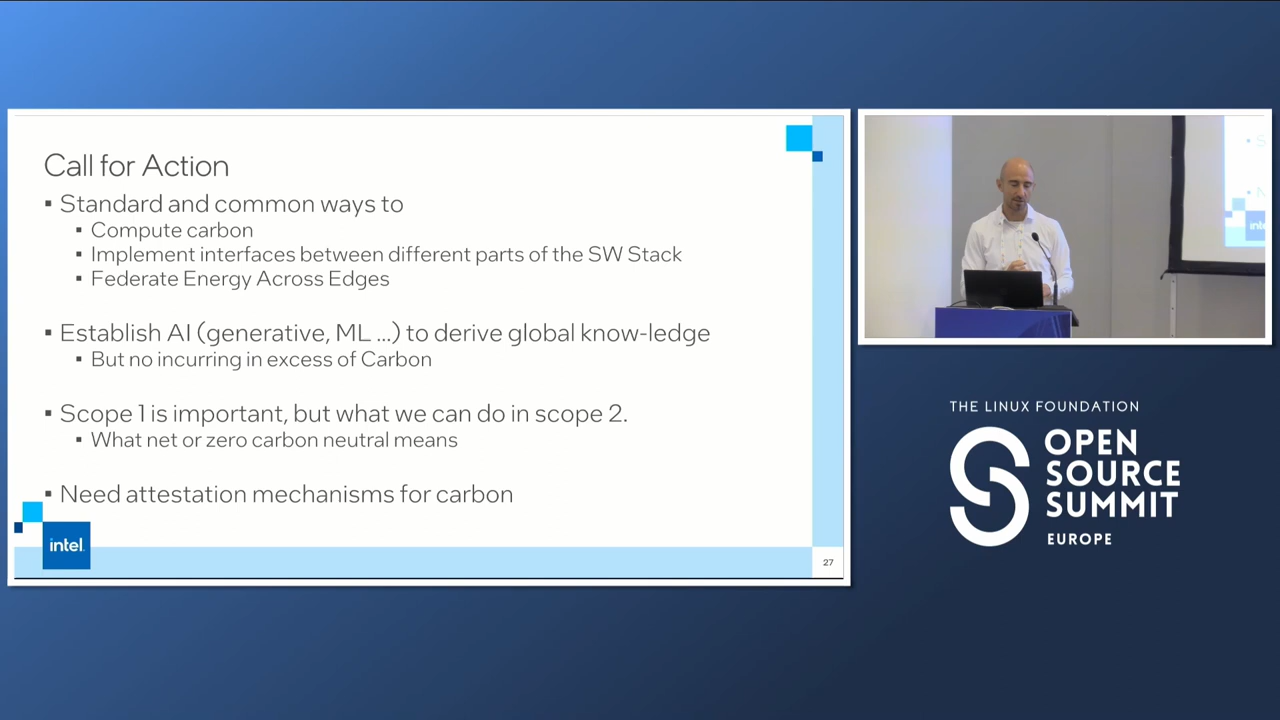 Call for Action
▪ Standard and common ways to
▪ Compute carbon
▪ Implement interfaces between different parts of the SW Stack
▪ Federate Energy Across Edges
▪ Establish AI (generative, ML ...) to derive global know-ledge
▪ But no incurring in excess of Carbon
▪ Scope 1 is important, but what we can do in scope 2.
▪ What net or zero carbon neutral means
▪ Need attestation mechanisms for carbon
intel
27
THE LINUX FOUNDATION
OPEN
SOURCE
SUMMIT
EUROPE